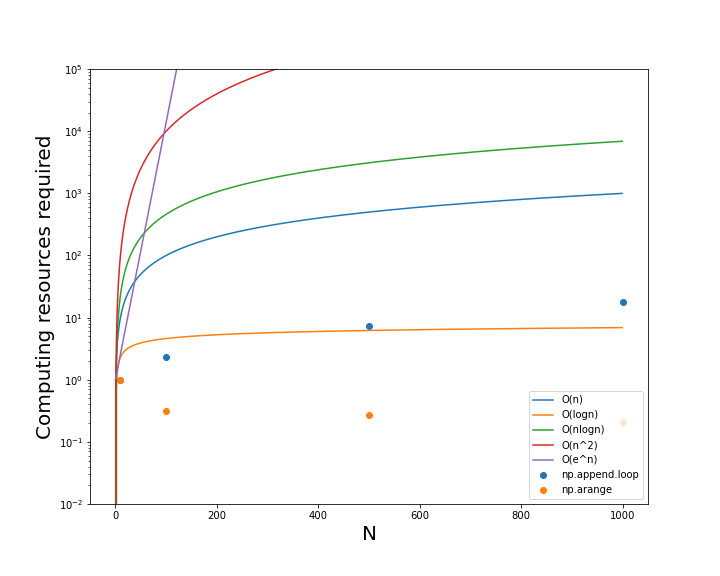 10^5
10^4
10^3
10^2
10^1
10^0
10^−1
10^−2
Computing resources required
O(n)
O(logn)
O(nlogn)
O(n^2)
O(e^n)
np.append.loop
np.arange
0 200 400 600 800 1000
N